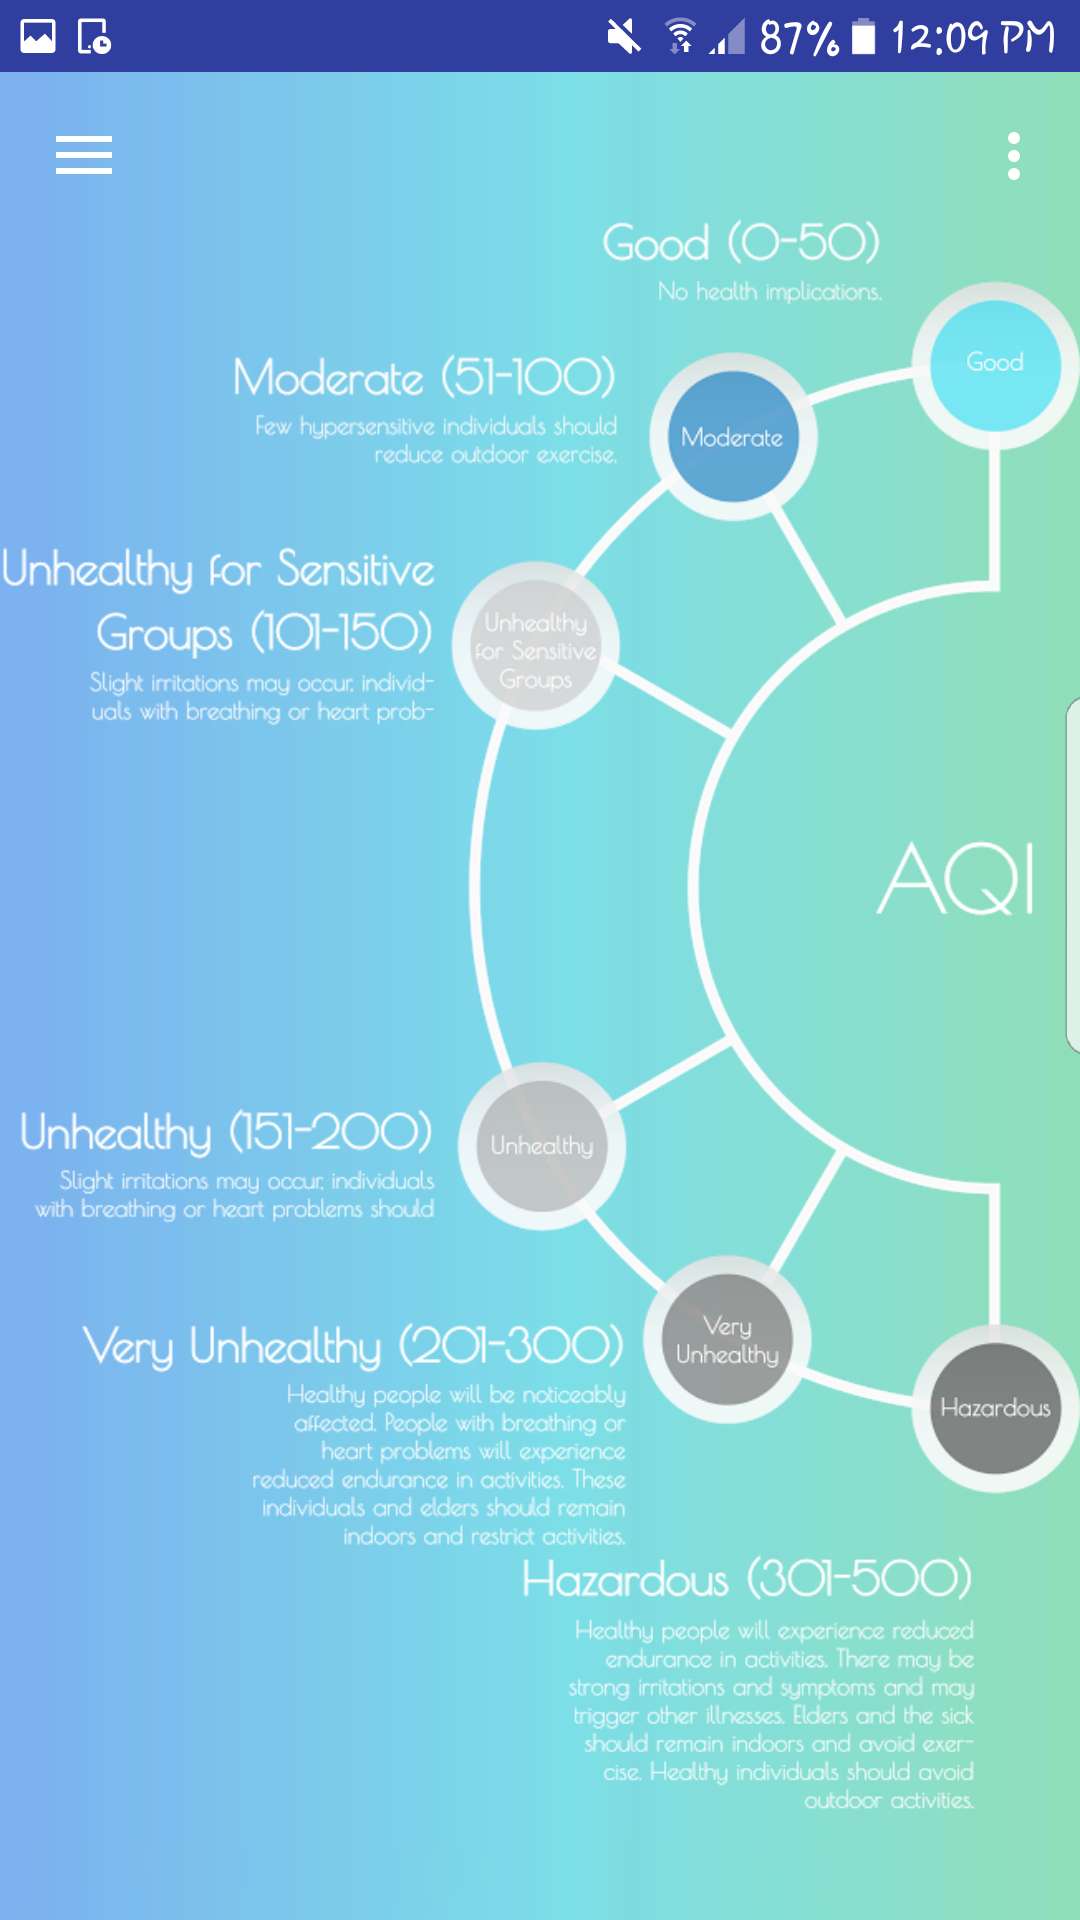 87% 12:09 PM
Good (0-50)
No health implications.
Good
Moderate (51-100)
Few hypersensitive individuals should
reduce outdoor exercise.
Moderate
Unhealthy for Sensitive
Groups (101-150)
Slight irritations may occur, individ-
uals with breathing or heart prob-
Unhealthy
for Sensitive
Groups
AQI
Unhealthy (151-200)
Slight irritations may occur, individuals
with breathing or heart problems should
Unhealthy
Very Unhealthy (201-300)
Healthy people will be noticeably
affected. People with breathing or
heart problems will experience
reduced endurance in activities. These
individuals and elders should remain
indoors and restrict activities.
Very
Unhealthy
Hazardous
Hazardous (301-500)
Healthy people will experience reduced
endurance in activities. There may be
strong irritations and symptoms and may
trigger other illnesses. Elders and the sick
should remain indoors and avoid exer-
cise. Healthy individuals should avoid
outdoor activities.